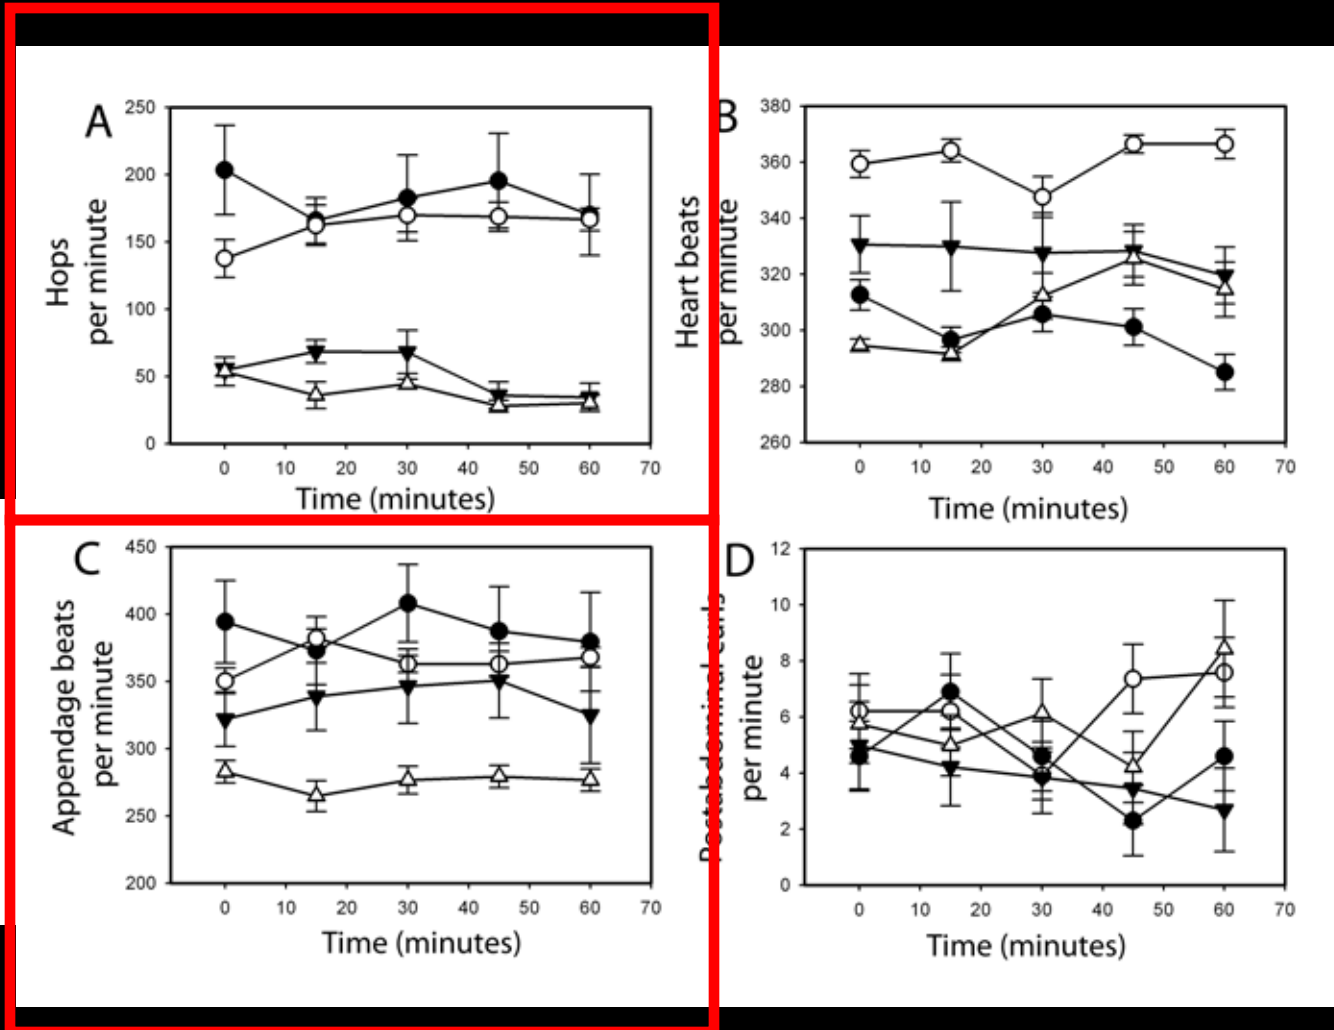 A
250
200
150
100
50
0
Hops
per minute
0 10 20 30 40 50 60 70
Time (minutes)
B
380
360
340
320
300
280
260
Heart beats
per minute
0 10 20 30 40 50 60 70
Time (minutes)
C
450
400
350
300
250
200
Appendage beats
per minute
0 10 20 30 40 50 60 70
Time (minutes)
D
12
10
8
6
4
2
0
Postabdominal curls
per minute
0 10 20 30 40 50 60 70
Time (minutes)